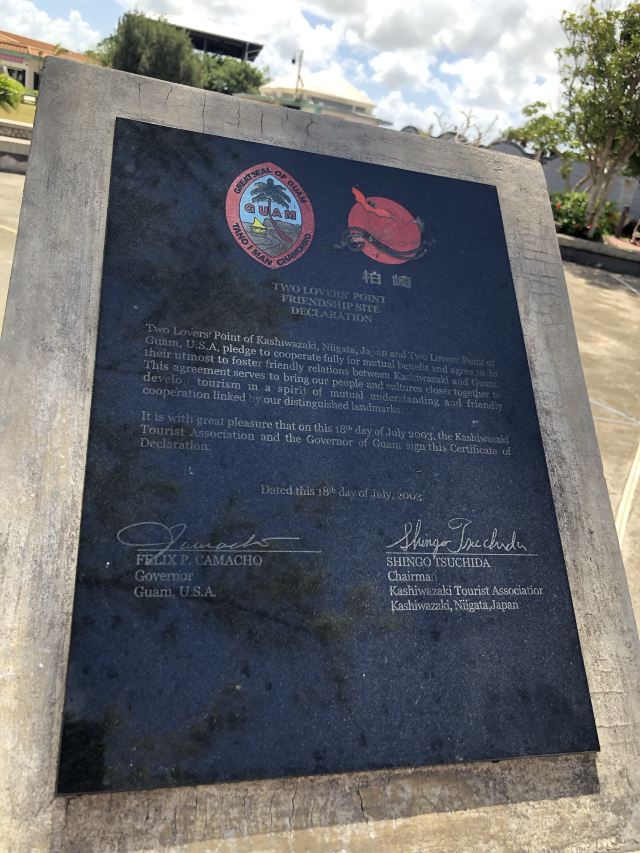 GREAT SEAL OF GUAM
GUAM
TANO I MAN CHAMORRO
柏崎
TWO LOVERS' POINT
FRIENDSHIP SITE
DECLARATION
Two Lovers' Point of Kashiwazaki, Niigata, Japan and Two Lovers' Point of
Guam, U.S.A, pledge to cooperate fully for mutual benefit and agree to do
their utmost to foster friendly relations between Kashiwazaki and Guam.
This agreement serves to bring our people and cultures closer together to
develop tourism in a spirit of mutual understanding and friendly
cooperation linked by our distinguished landmarks.
It is with great pleasure that on this 18th day of July 2003, the Kashiwazaki
Tourist Association and the Governor of Guam sign this Certificate of
Declaration.
Dated this 18th day of July, 2003
Camacho
Shingo Tsuchida
FELIX P. CAMACHO
Governor
Guam, U.S.A.
SHINGO TSUCHIDA
Chairman
Kashiwazaki Tourist Association
Kashiwazaki, Niigata,Japan